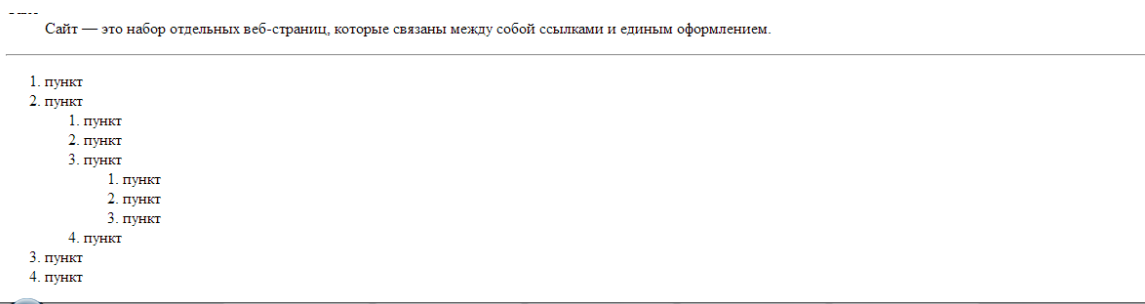 Сайт — это набор отдельных веб-страниц, которые связаны между собой ссылками и единым оформлением.
1. пункт
2. пункт
1. пункт
2. пункт
3. пункт
1. пункт
2. пункт
3. пункт
4. пункт
3. пункт
4. пункт